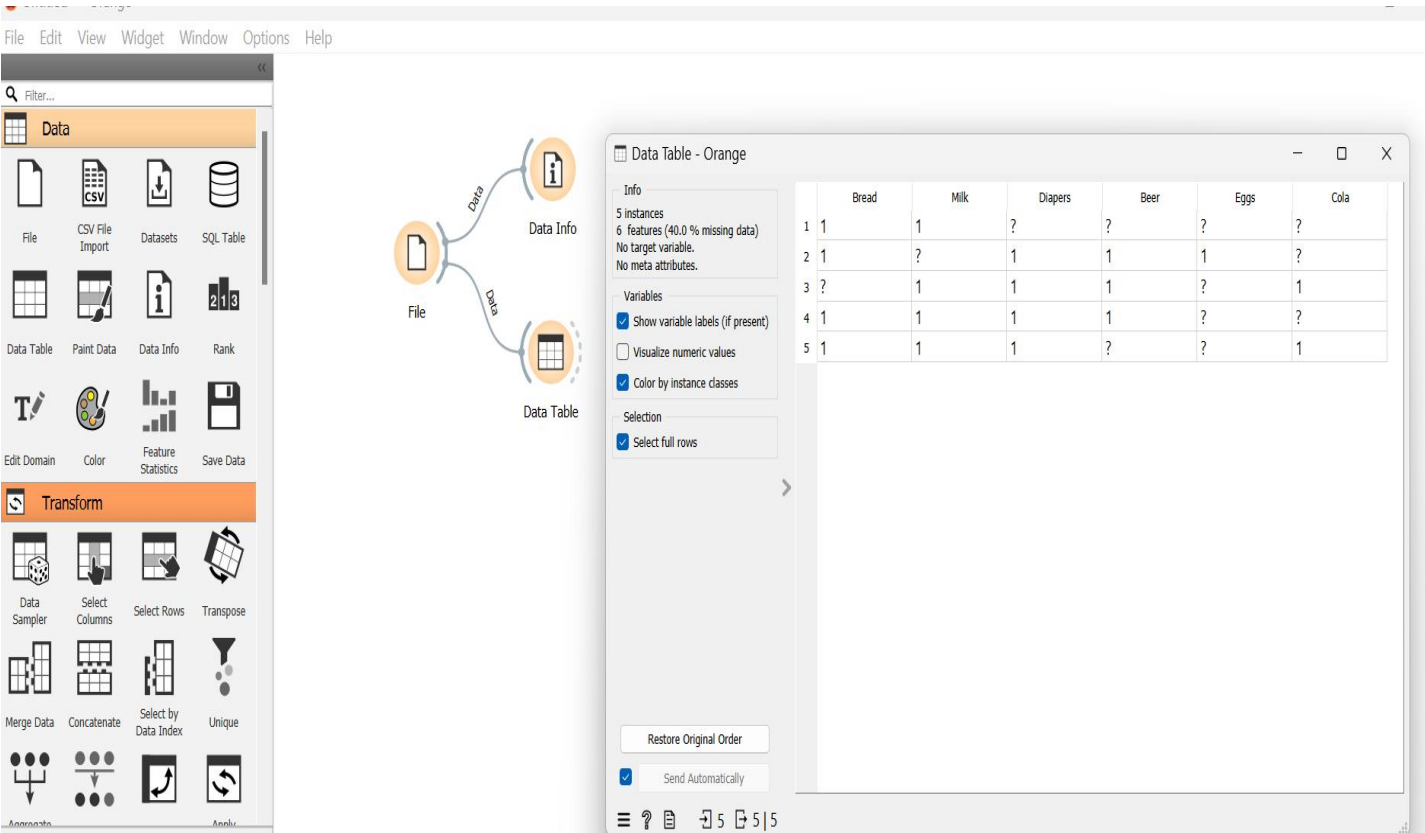 File Edit View Widget Window Options Help
Filter...
Data
File
CSV File Import
Datasets
SQL Table
Data Table
Paint Data
Data Info
Rank
Edit Domain
Color
Feature Statistics
Save Data
Transform
Data Sampler
Select Columns
Select Rows
Transpose
Merge Data
Concatenate
Select by Data Index
Unique
Data
Data Info
File
Data
Data Table
Data Table - Orange
Info
5 instances
6 features (40.0 % missing data)
No target variable.
No meta attributes.
Variables
Show variable labels (if present)
Visualize numeric values
Color by instance classes
Selection
Select full rows
Restore Original Order
Send Automatically
5 5|5
Bread Milk Diapers Beer Eggs Cola
1 1 1 ? ? ? ?
2 1 ? 1 1 1 ?
3 ? 1 1 1 ? 1
4 1 1 1 1 ? ?
5 1 1 1 ? ? 1